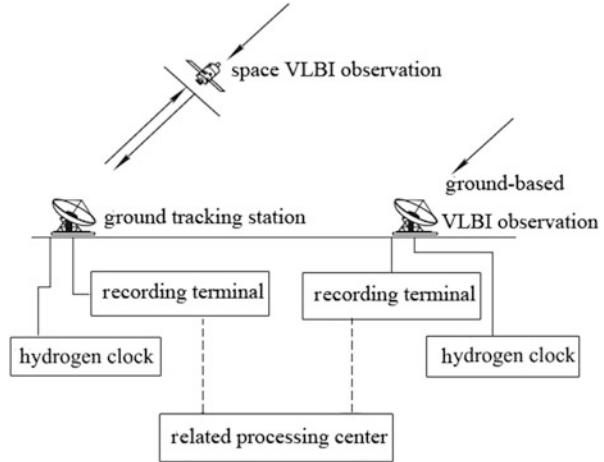 space VLBI observation
ground-based
VLBI observation
ground tracking station
recording terminal
recording terminal
hydrogen clock
hydrogen clock
related processing center